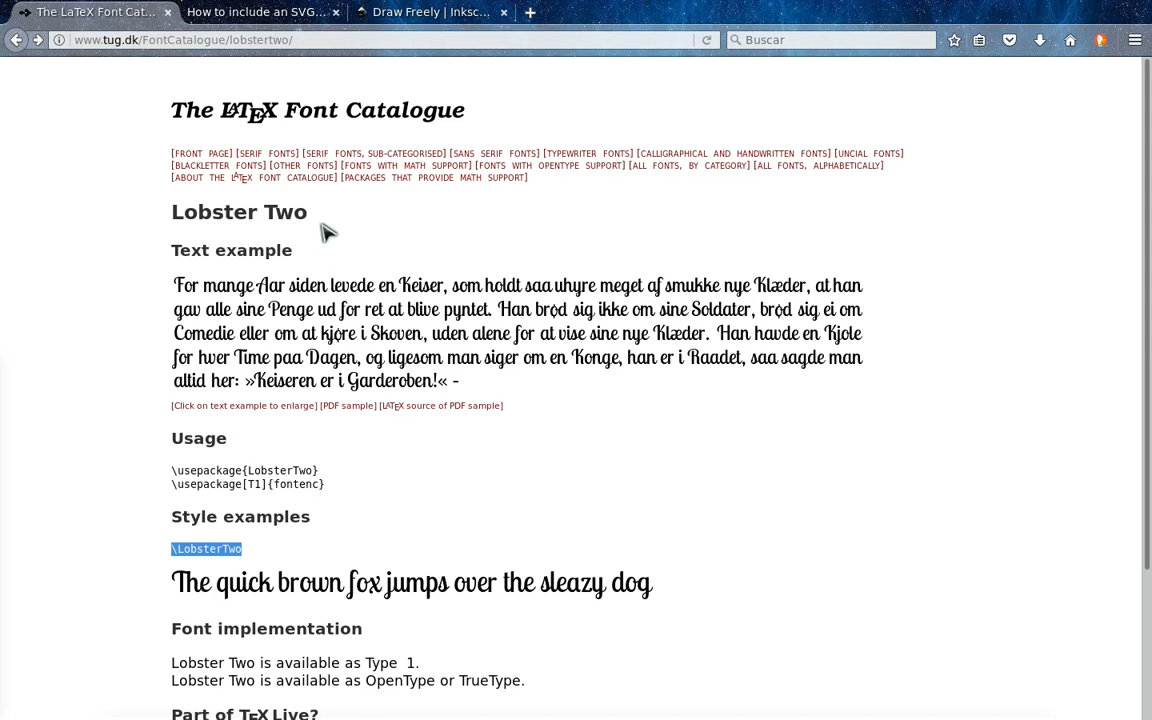 The LaTeX Font Cat...
How to include an SVG...
Draw Freely | Inksc...
www.tug.dk/FontCatalogue/lobstertwo/
Buscar
The LATEX Font Catalogue
[FRONT PAGE] [SERIF FONTS] [SERIF FONTS, SUB-CATEGORISED] [SANS SERIF FONTS] [TYPEWRITER FONTS] [CALLIGRAPHICAL AND HANDWRITTEN FONTS] [UNCIAL FONTS]
[BLACKLETTER FONTS] [OTHER FONTS] [FONTS WITH MATH SUPPORT] [FONTS WITH OPENTYPE SUPPORT] [ALL FONTS, BY CATEGORY] [ALL FONTS, ALPHABETICALLY]
[ABOUT THE LATEX FONT CATALOGUE] [PACKAGES THAT PROVIDE MATH SUPPORT]
Lobster Two
Text example
For mange Aar siden levede en Keiser, som holdt saa uhyre meget af smukke nye Klæder, at han
gav alle sine Penge ud for ret at blive pyntet. Han brød sig ikke om sine Soldater, brød sig ei om
Comedie eller om at kjøre i Skoven, uden alene for at vise sine nye Klæder. Han havde en Kjole
for hver Time paa Dagen, og ligesom man siger om en Konge, han er i Raadet, saa sagde man
altid her: »Keiseren er i Garderoben!« –
[Click on text example to enlarge] [PDF sample] [LATEX source of PDF sample]
Usage
\usepackage{LobsterTwo}
\usepackage[T1]{fontenc}
Style examples
\LobsterTwo
The quick brown fox jumps over the sleazy dog
Font implementation
Lobster Two is available as Type 1.
Lobster Two is available as OpenType or TrueType.
Part of TEX Live?